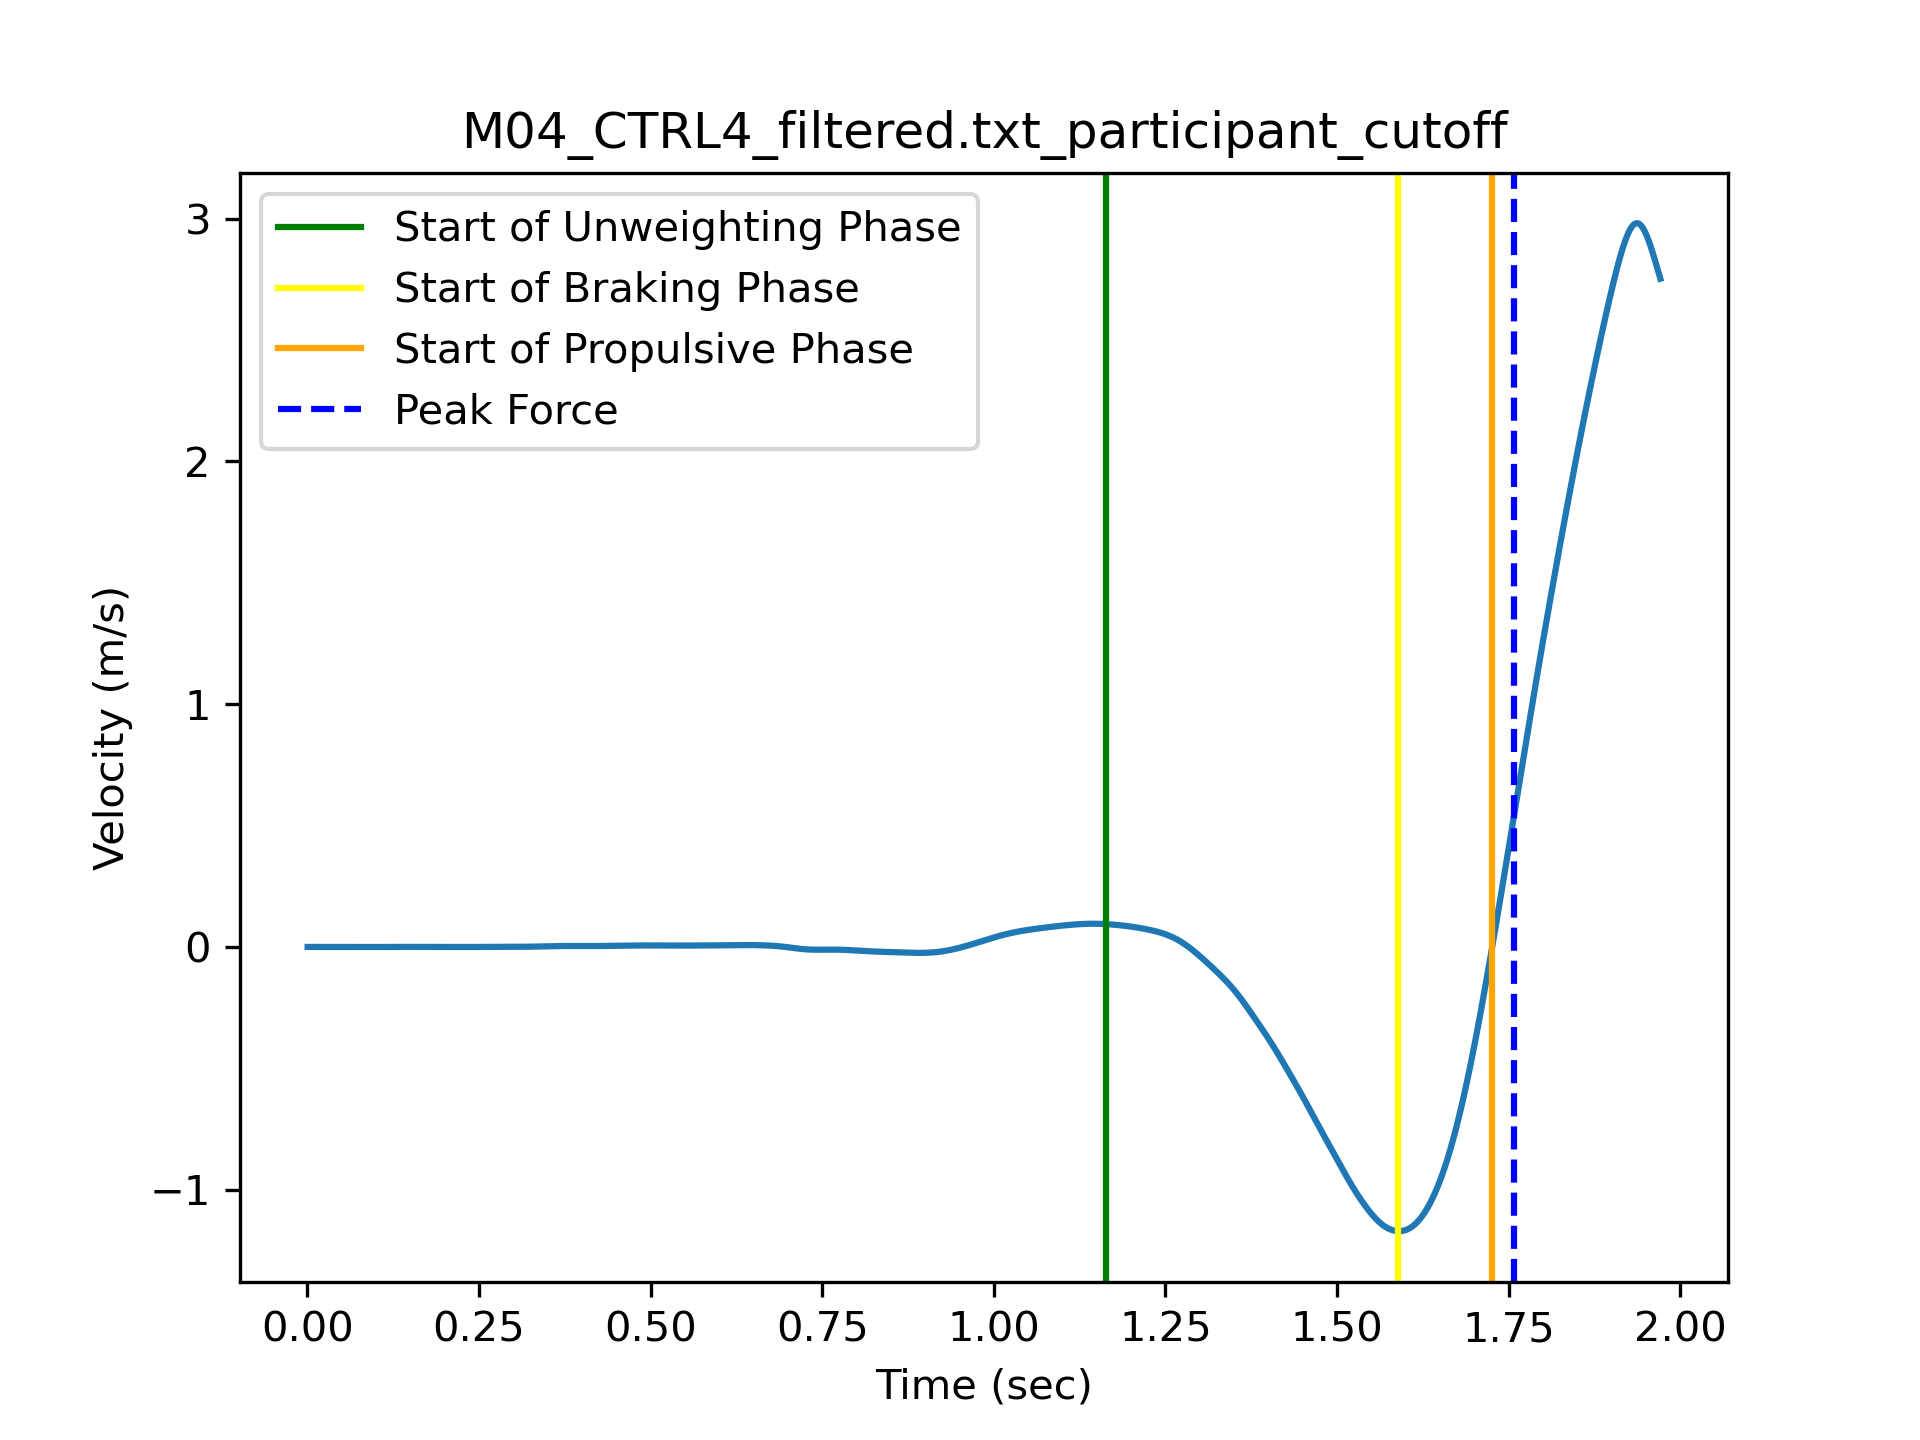 M04_CTRL4_filtered.txt_participant_cutoff
Start of Unweighting Phase
Start of Braking Phase
Start of Propulsive Phase
Peak Force
3
2
1
0
−1
Velocity (m/s)
0.00 0.25 0.50 0.75 1.00 1.25 1.50 1.75 2.00
Time (sec)